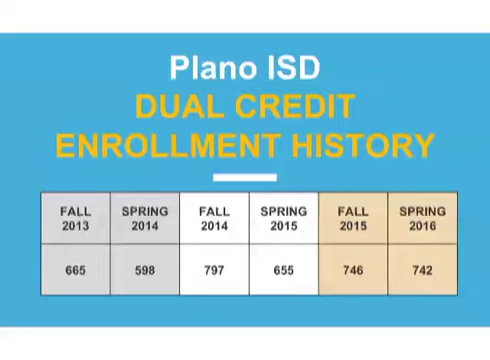 Plano ISD
DUAL CREDIT
ENROLLMENT HISTORY
FALL 2013 SPRING 2014 FALL 2014 SPRING 2015 FALL 2015 SPRING 2016
665 598 797 655 746 742